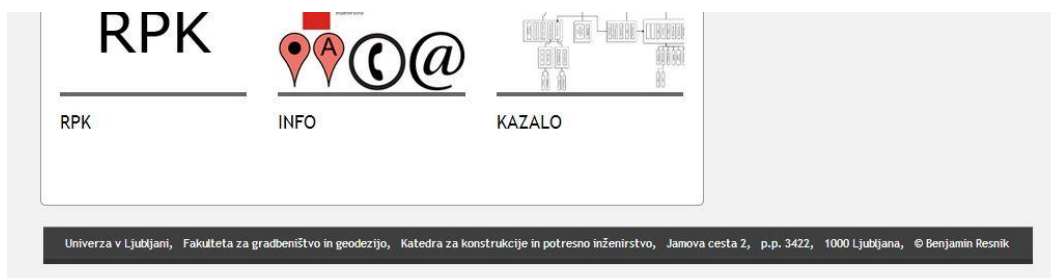 RPK
A
@
RPK
INFO
KAZALO
Univerza v Ljubljani, Fakulteta za gradbeništvo in geodezijo, Katedra za konstrukcije in potresno inženirstvo, Jamova cesta 2, p.p. 3422, 1000 Ljubljana, © Benjamin Resnik